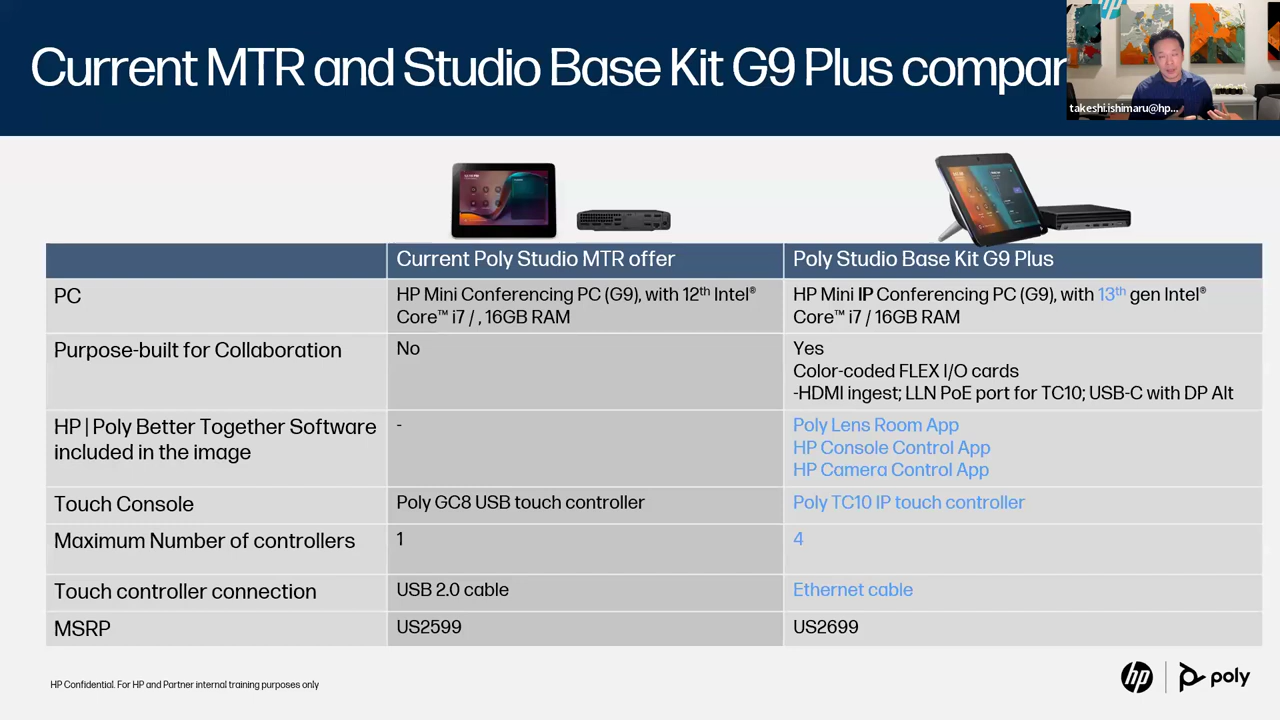 Current MTR and Studio Base Kit G9 Plus compar
takeshi.ishimaru@hp...
Current Poly Studio MTR offer
Poly Studio Base Kit G9 Plus
PC
HP Mini Conferencing PC (G9), with 12th Intel®
Core™ i7 / , 16GB RAM
HP Mini IP Conferencing PC (G9), with 13th gen Intel®
Core™ i7 / 16GB RAM
Purpose-built for Collaboration
No
Yes
Color-coded FLEX I/O cards
-HDMI ingest; LLN PoE port for TC10; USB-C with DP Alt
HP | Poly Better Together Software
included in the image
-
Poly Lens Room App
HP Console Control App
HP Camera Control App
Touch Console
Poly GC8 USB touch controller
Poly TC10 IP touch controller
Maximum Number of controllers
1
4
Touch controller connection
USB 2.0 cable
Ethernet cable
MSRP
US2599
US2699
HP Confidential. For HP and Partner internal training purposes only
hp
poly